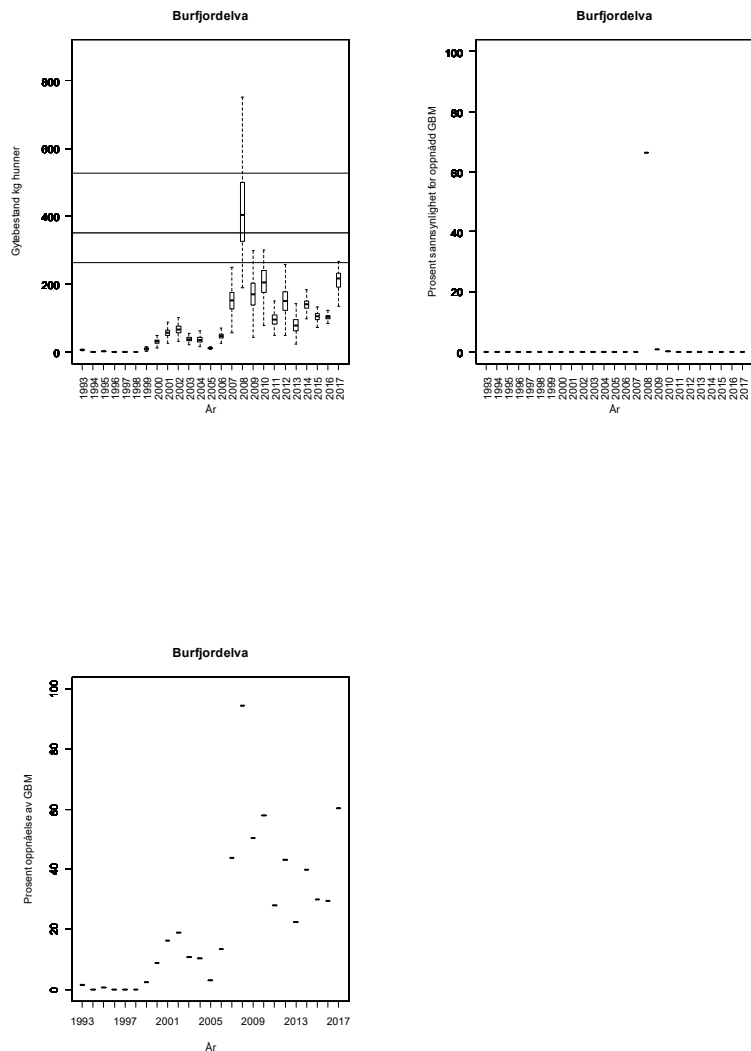 Burfjordelva
Gytebestand kg hunner
800
600
400
200
0
1993 1994 1995 1996 1997 1998 1999 2000 2001 2002 2003 2004 2005 2006 2007 2008 2009 2010 2011 2012 2013 2014 2015 2016 2017
År
Burfjordelva
Prosent sannsynlighet for oppnådd GBM
100
80
60
40
20
0
1993 1994 1995 1996 1997 1998 1999 2000 2001 2002 2003 2004 2005 2006 2007 2008 2009 2010 2011 2012 2013 2014 2015 2016 2017
År
Burfjordelva
Prosent oppnåelse av GBM
100
80
60
40
20
0
1993 1997 2001 2005 2009 2013 2017
År